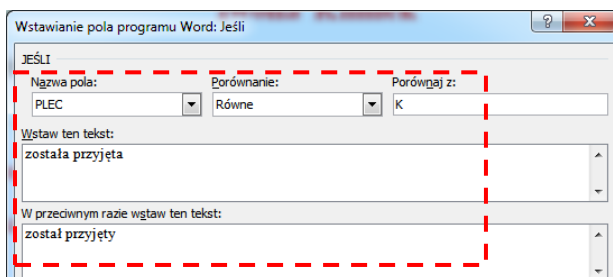 Wstawianie pola programu Word: Jeśli
JEŚLI
Nazwa pola: Porównanie: Porównaj z:
PLEC Równe K
Wstaw ten tekst:
została przyjęta
W przeciwnym razie wstaw ten tekst:
został przyjęty